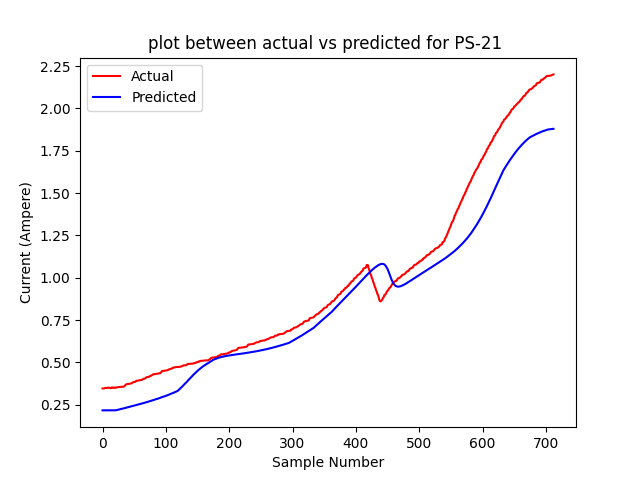 plot between actual vs predicted for PS-21
Actual
Predicted
2.25
2.00
1.75
1.50
1.25
1.00
0.75
0.50
0.25
Current (Ampere)
0 100 200 300 400 500 600 700
Sample Number